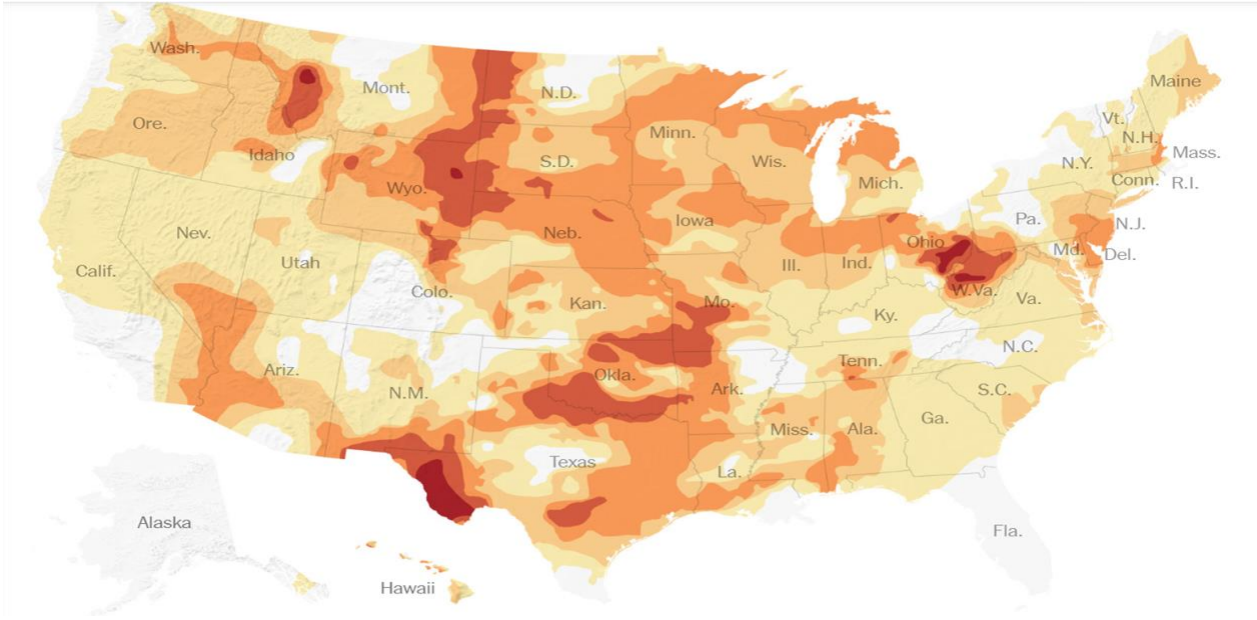 Wash.
Mont.
N.D.
Maine
Ore.
Minn.
Vt.
N.H.
Idaho
S.D.
Wis.
N.Y.
Mass.
Wyo.
Mich.
Conn.
R.I.
Nev.
Neb.
Iowa
Pa.
N.J.
Calif.
Utah
Colo.
Ill.
Ind.
Ohio
Md.
Del.
Kan.
Mo.
W.Va.
Va.
Ky.
Ariz.
N.M.
Okla.
Ark.
Tenn.
N.C.
S.C.
Texas
La.
Miss.
Ala.
Ga.
Alaska
Hawaii
Fla.